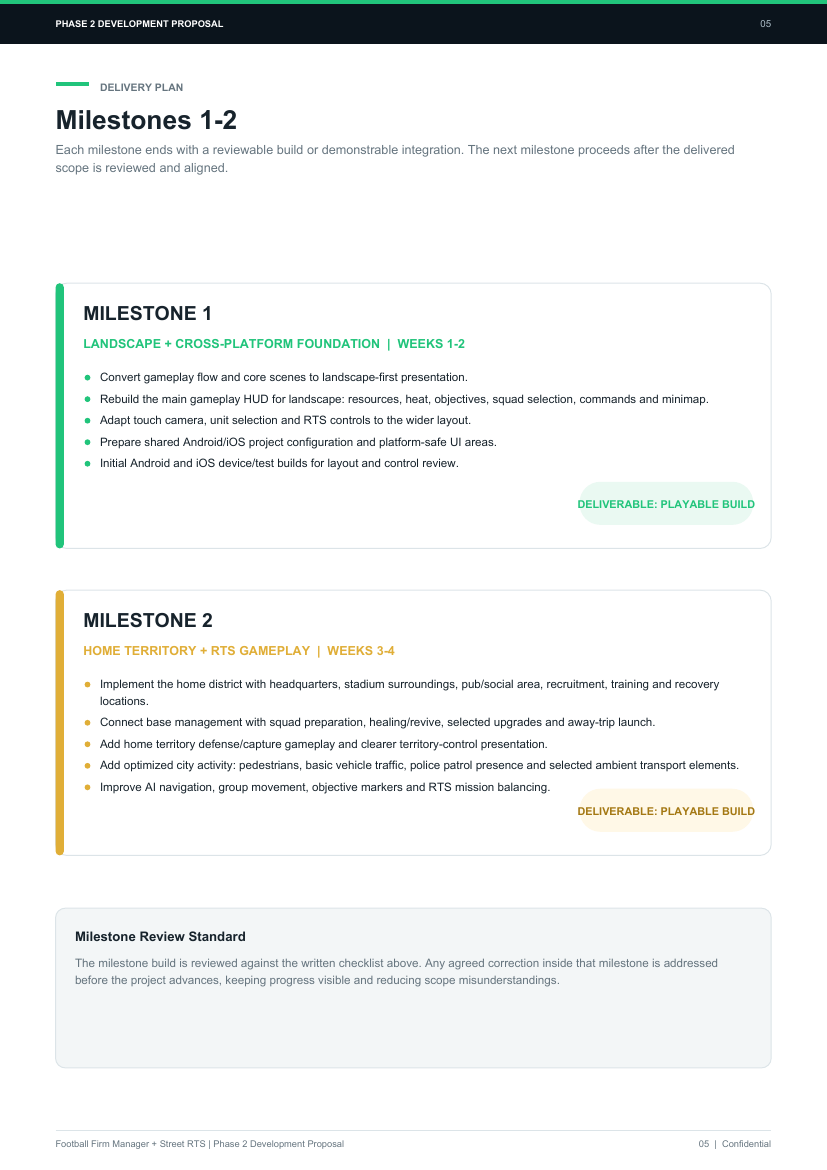 PHASE 2 DEVELOPMENT PROPOSAL
05
DELIVERY PLAN
Milestones 1-2
Each milestone ends with a reviewable build or demonstrable integration. The next milestone proceeds after the delivered
scope is reviewed and aligned.
MILESTONE 1
LANDSCAPE + CROSS-PLATFORM FOUNDATION | WEEKS 1-2
Convert gameplay flow and core scenes to landscape-first presentation.
Rebuild the main gameplay HUD for landscape: resources, heat, objectives, squad selection, commands and minimap.
Adapt touch camera, unit selection and RTS controls to the wider layout.
Prepare shared Android/iOS project configuration and platform-safe UI areas.
Initial Android and iOS device/test builds for layout and control review.
DELIVERABLE: PLAYABLE BUILD
MILESTONE 2
HOME TERRITORY + RTS GAMEPLAY | WEEKS 3-4
Implement the home district with headquarters, stadium surroundings, pub/social area, recruitment, training and recovery
locations.
Connect base management with squad preparation, healing/revive, selected upgrades and away-trip launch.
Add home territory defense/capture gameplay and clearer territory-control presentation.
Add optimized city activity: pedestrians, basic vehicle traffic, police patrol presence and selected ambient transport elements.
Improve AI navigation, group movement, objective markers and RTS mission balancing.
DELIVERABLE: PLAYABLE BUILD
Milestone Review Standard
The milestone build is reviewed against the written checklist above. Any agreed correction inside that milestone is addressed
before the project advances, keeping progress visible and reducing scope misunderstandings.
Football Firm Manager + Street RTS | Phase 2 Development Proposal
05 | Confidential